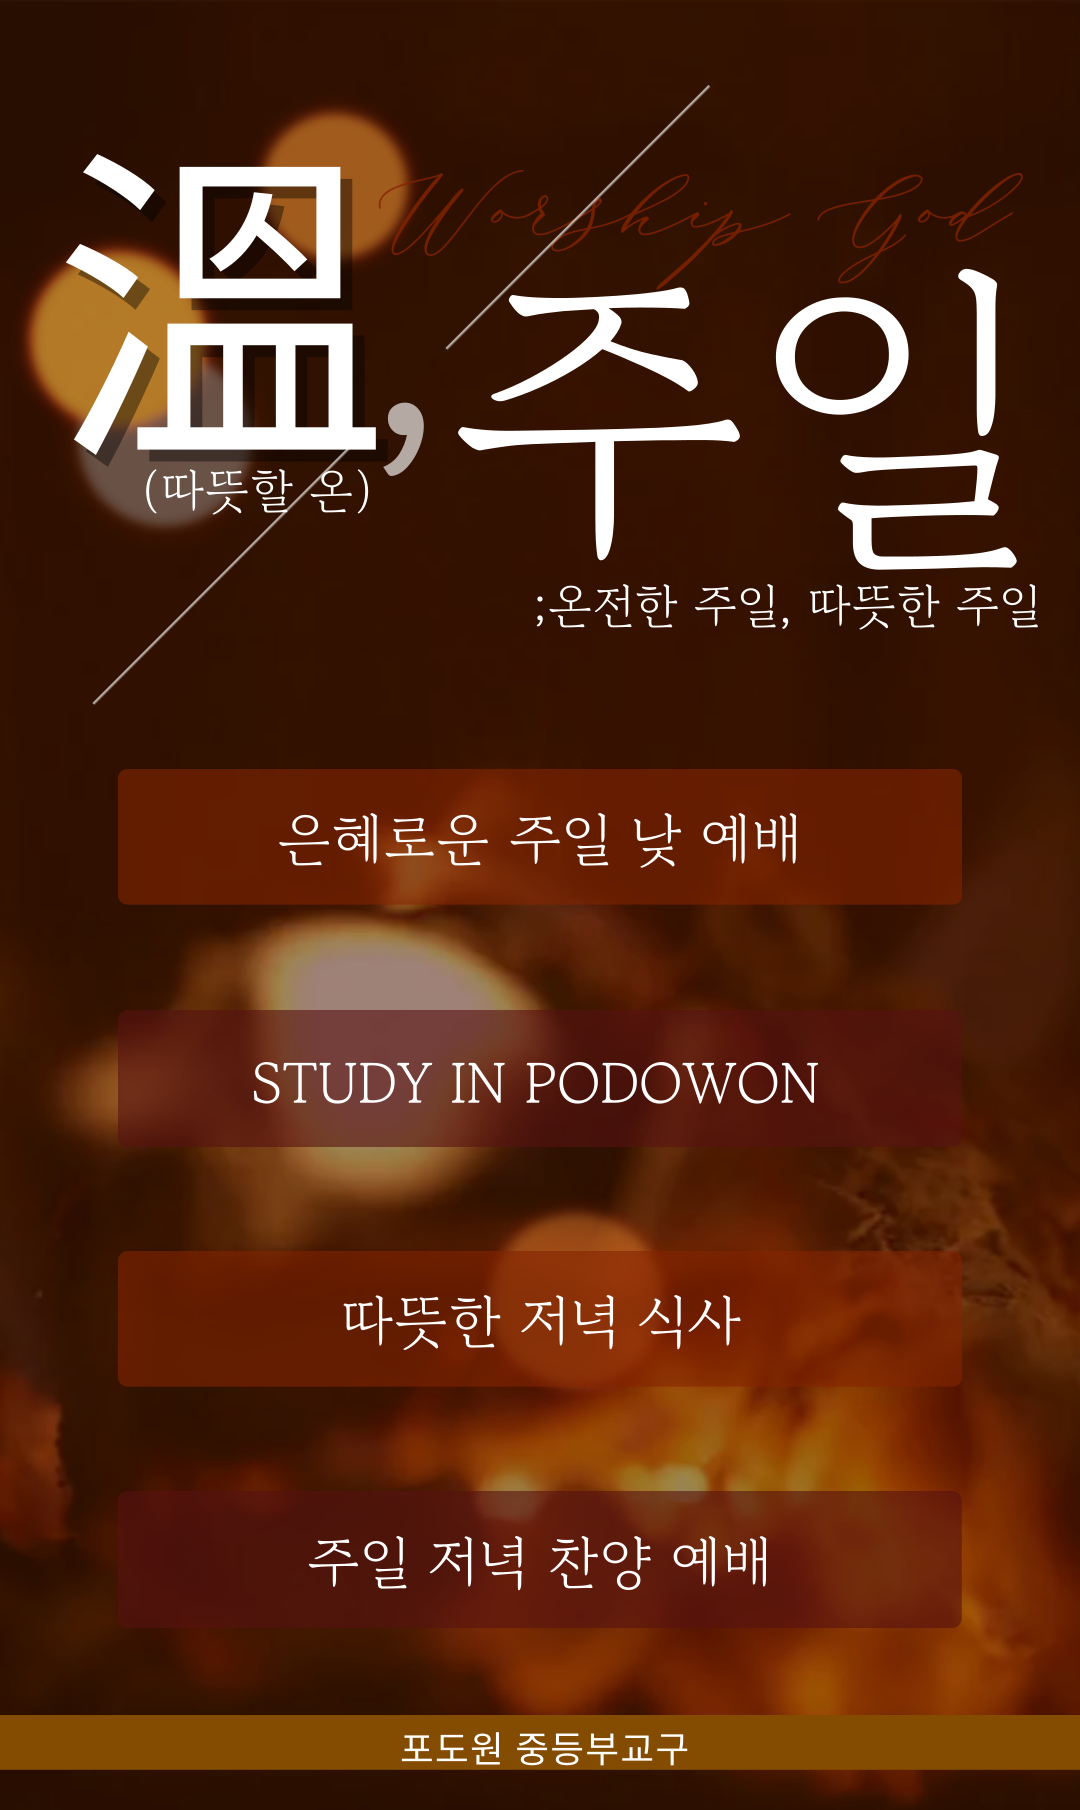 Worship God
溫, 주일
(따뜻할 온)
;온전한 주일, 따뜻한 주일
은혜로운 주일 낮 예배
STUDY IN PODOWON
따뜻한 저녁 식사
주일 저녁 찬양 예배
포도원 중등부교구